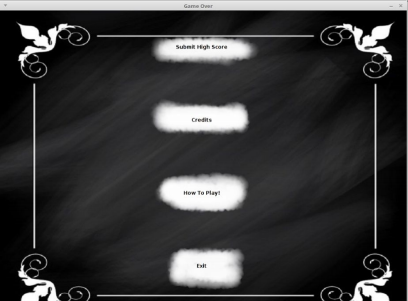 Game Over
Submit High Score
Credits
How To Play!
Exit